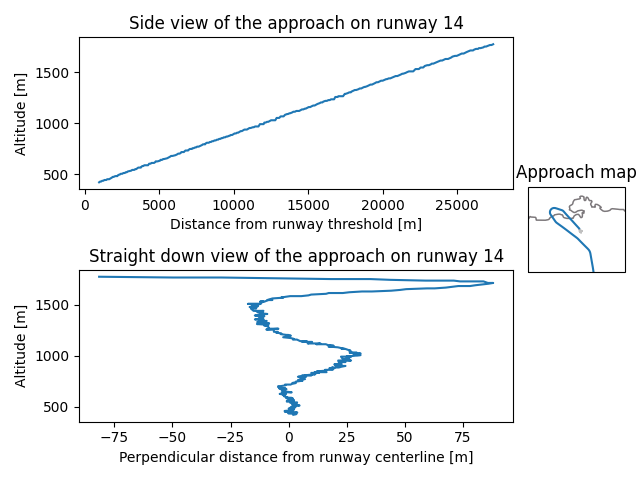 Side view of the approach on runway 14
Altitude [m]
1500
1000
500
0
5000
10000
15000
20000
25000
Distance from runway threshold [m]
Approach map
Straight down view of the approach on runway 14
Altitude [m]
1500
1000
500
−75
−50
−25
0
25
50
75
Perpendicular distance from runway centerline [m]